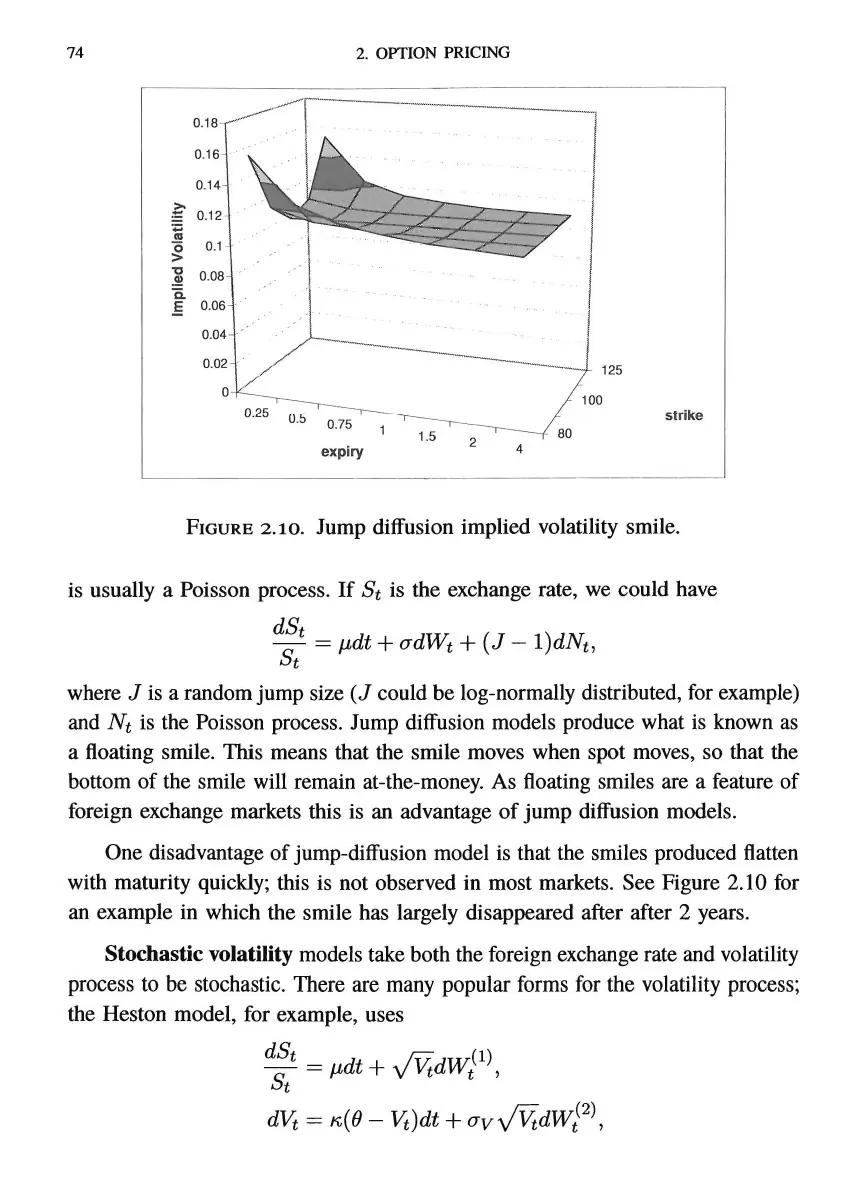 74
2. OPTION PRICING
0.18
0.16
0.14
0.12
0.1
0.08
0.06
0.04
0.02
0
Implied Volatility
0.25 0.5 0.75 1 1.5 2 4
expiry
125
100
80
strike
FIGURE 2.10. Jump diffusion implied volatility smile.
is usually a Poisson process. If S_t is the exchange rate, we could have
dS_t / S_t = μdt + σdW_t + (J − 1)dN_t,
where J is a random jump size (J could be log-normally distributed, for example)
and N_t is the Poisson process. Jump diffusion models produce what is known as
a floating smile. This means that the smile moves when spot moves, so that the
bottom of the smile will remain at-the-money. As floating smiles are a feature of
foreign exchange markets this is an advantage of jump diffusion models.
One disadvantage of jump-diffusion model is that the smiles produced flatten
with maturity quickly; this is not observed in most markets. See Figure 2.10 for
an example in which the smile has largely disappeared after after 2 years.
Stochastic volatility models take both the foreign exchange rate and volatility
process to be stochastic. There are many popular forms for the volatility process;
the Heston model, for example, uses
dS_t / S_t = μdt + √V_t dW_t^(1),
dV_t = κ(θ − V_t)dt + σ_V √V_t dW_t^(2),